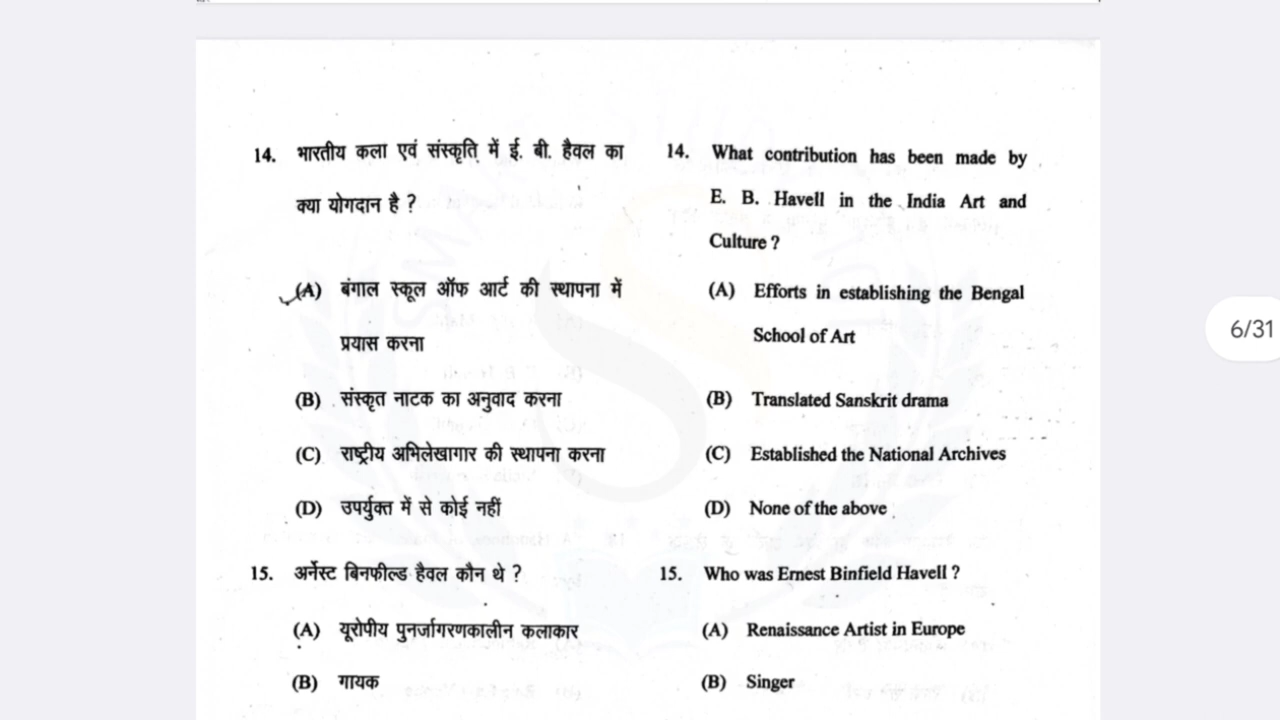 14. भारतीय कला एवं संस्कृति में ई. बी. हैवल का
क्या योगदान है ?
(A) बंगाल स्कूल ऑफ आर्ट की स्थापना में
प्रयास करना
(B) संस्कृत नाटक का अनुवाद करना
(C) राष्ट्रीय अभिलेखागार की स्थापना करना
(D) उपर्युक्त में से कोई नहीं
15. अर्नेस्ट बिनफील्ड हैवल कौन थे ?
(A) यूरोपीय पुनर्जागरणकालीन कलाकार
(B) गायक
14. What contribution has been made by
E. B. Havell in the India Art and
Culture ?
(A) Efforts in establishing the Bengal
School of Art
(B) Translated Sanskrit drama
(C) Established the National Archives
(D) None of the above
15. Who was Ernest Binfield Havell ?
(A) Renaissance Artist in Europe
(B) Singer
6/31